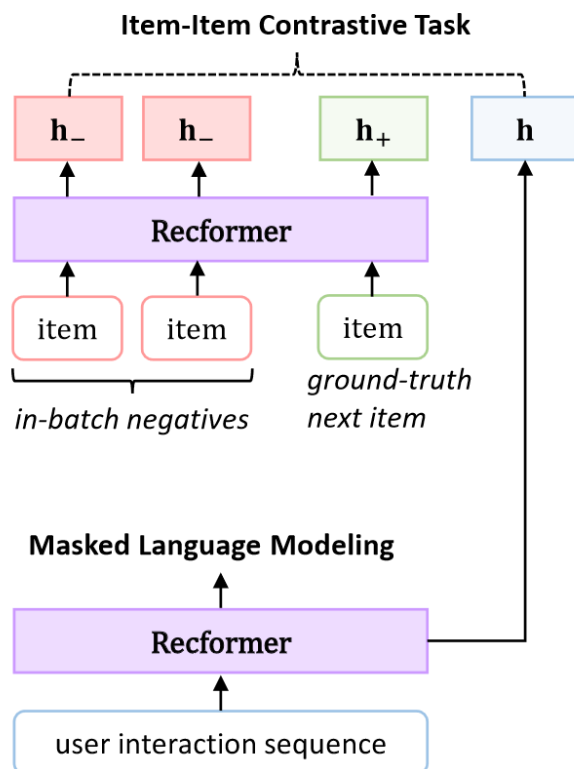 Item-Item Contrastive Task
h₋ h₋ h₊ h
Recformer
item item item
in-batch negatives
ground-truth
next item
Masked Language Modeling
Recformer
user interaction sequence